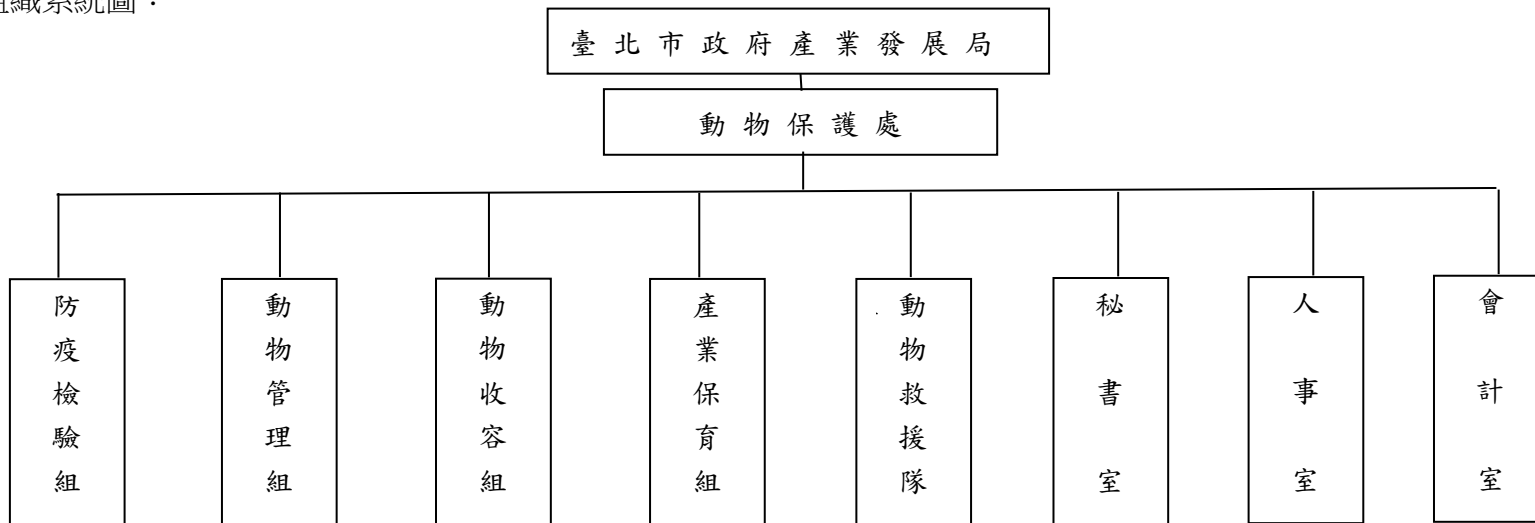 組織系統圖：
臺北市政府產業發展局
動物保護處
防疫檢驗組
動物管理組
動物收容組
產業保育組
動物救援隊
秘書室
人事室
會計室